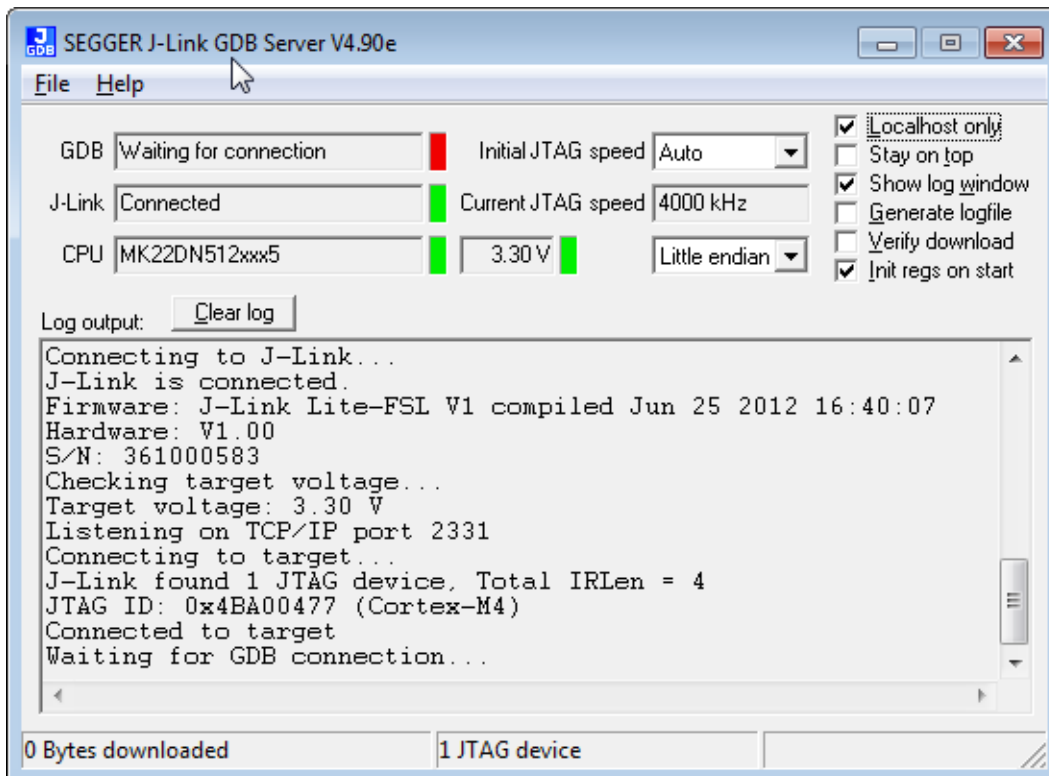 J GDB SEGGER J-Link GDB Server V4.90e
File Help
GDB Waiting for connection Initial JTAG speed Auto Localhost only
Stay on top
J-Link Connected Current JTAG speed 4000 kHz Show log window
Generate logfile
CPU MK22DN512xxx5 3.30 V Little endian Verify download
Init regs on start
Log output: Clear log
Connecting to J-Link...
J-Link is connected.
Firmware: J-Link Lite-FSL V1 compiled Jun 25 2012 16:40:07
Hardware: V1.00
S/N: 361000583
Checking target voltage...
Target voltage: 3.30 V
Listening on TCP/IP port 2331
Connecting to target...
J-Link found 1 JTAG device, Total IRLen = 4
JTAG ID: 0x4BA00477 (Cortex-M4)
Connected to target
Waiting for GDB connection...
0 Bytes downloaded 1 JTAG device